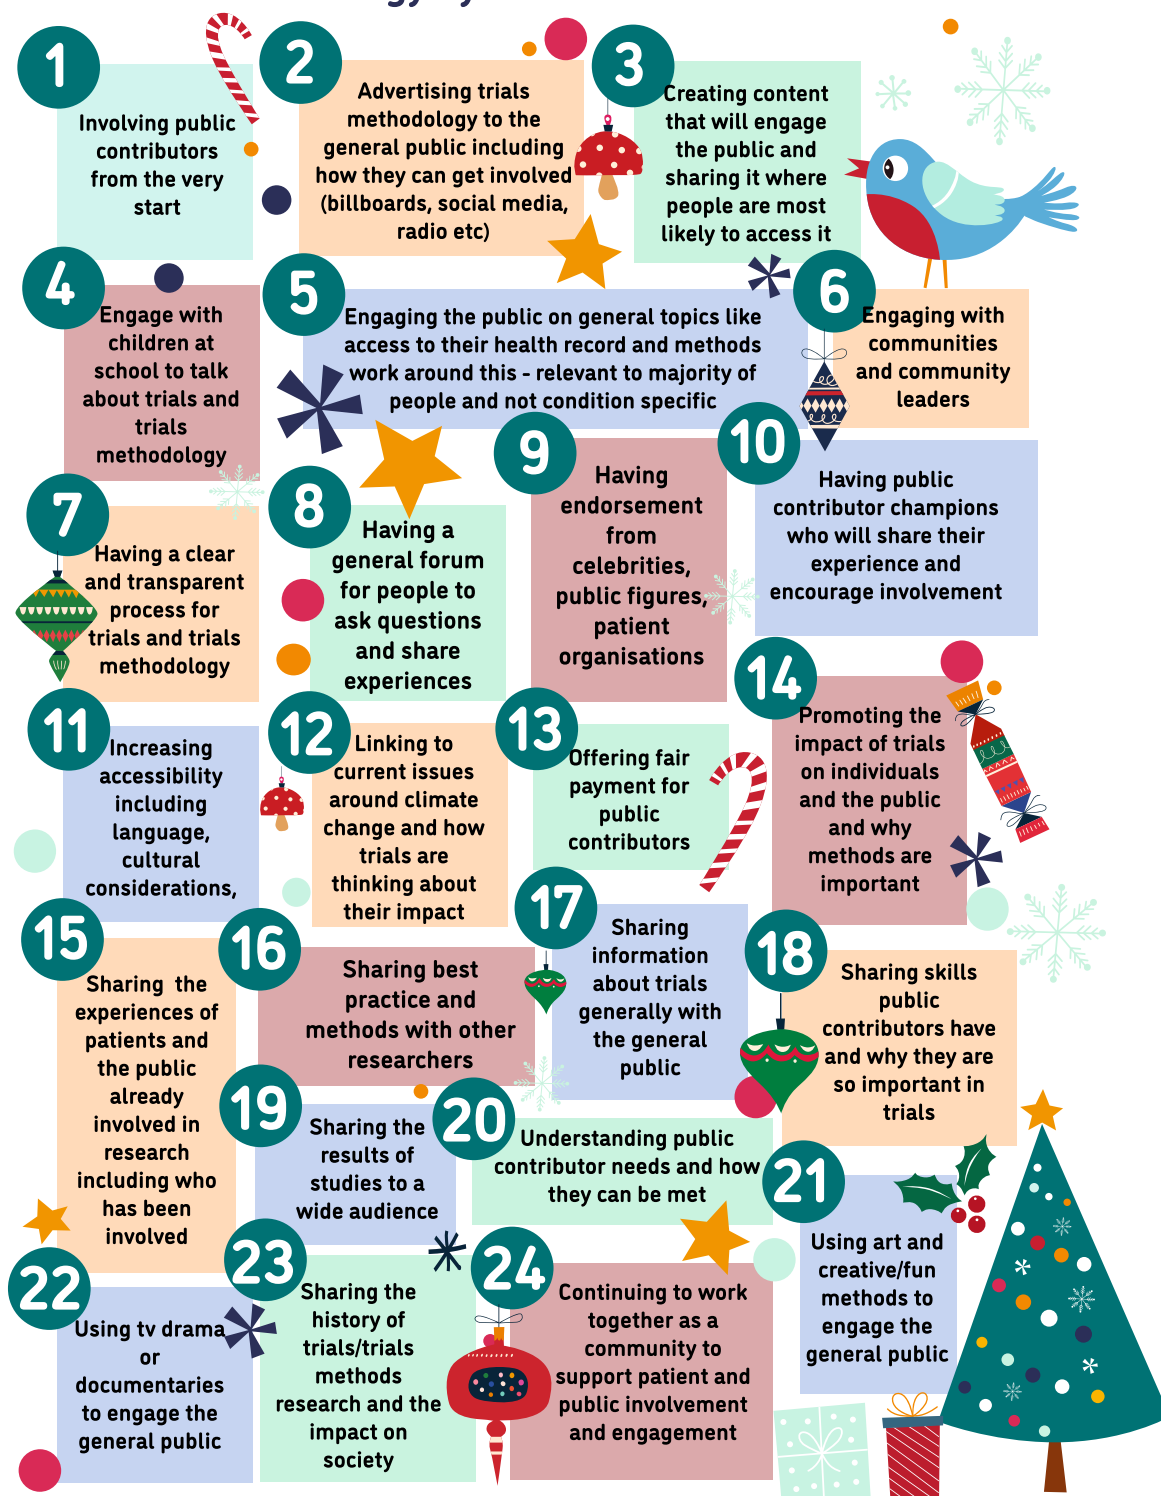 1
Involving public
contributors
from the very
start
2
Advertising trials
methodology to the
general public including
how they can get involved
(billboards, social media,
radio etc)
3
Creating content
that will engage
the public and
sharing it where
people are most
likely to access it
4
Engage with
children at
school to talk
about trials and
trials
methodology
5
Engaging the public on general topics like
access to their health record and methods
work around this - relevant to majority of
people and not condition specific
6
Engaging with
communities
and community
leaders
7
Having a clear
and transparent
process for
trials and trials
methodology
8
Having a
general forum
for people to
ask questions
and share
experiences
9
Having
endorsement
from
celebrities,
public figures,
patient
organisations
10
Having public
contributor champions
who will share their
experience and
encourage involvement
11
Increasing
accessibility
including
language,
cultural
considerations,
12
Linking to
current issues
around climate
change and how
trials are
thinking about
their impact
13
Offering fair
payment for
public
contributors
14
Promoting the
impact of trials
on individuals
and the public
and why
methods are
important
15
Sharing the
experiences of
patients and
the public
already
involved in
research
including who
has been
involved
16
Sharing best
practice and
methods with other
researchers
17
Sharing
information
about trials
generally with
the general
public
18
Sharing skills
public
contributors have
and why they are
so important in
trials
19
Sharing the
results of
studies to a
wide audience
20
Understanding public
contributor needs and how
they can be met
21
Using art and
creative/fun
methods to
engage the
general public
22
Using tv drama
or
documentaries
to engage the
general public
23
Sharing the
history of
trials/trials
methods
research and the
impact on
society
24
Continuing to work
together as a
community to
support patient and
public involvement
and engagement